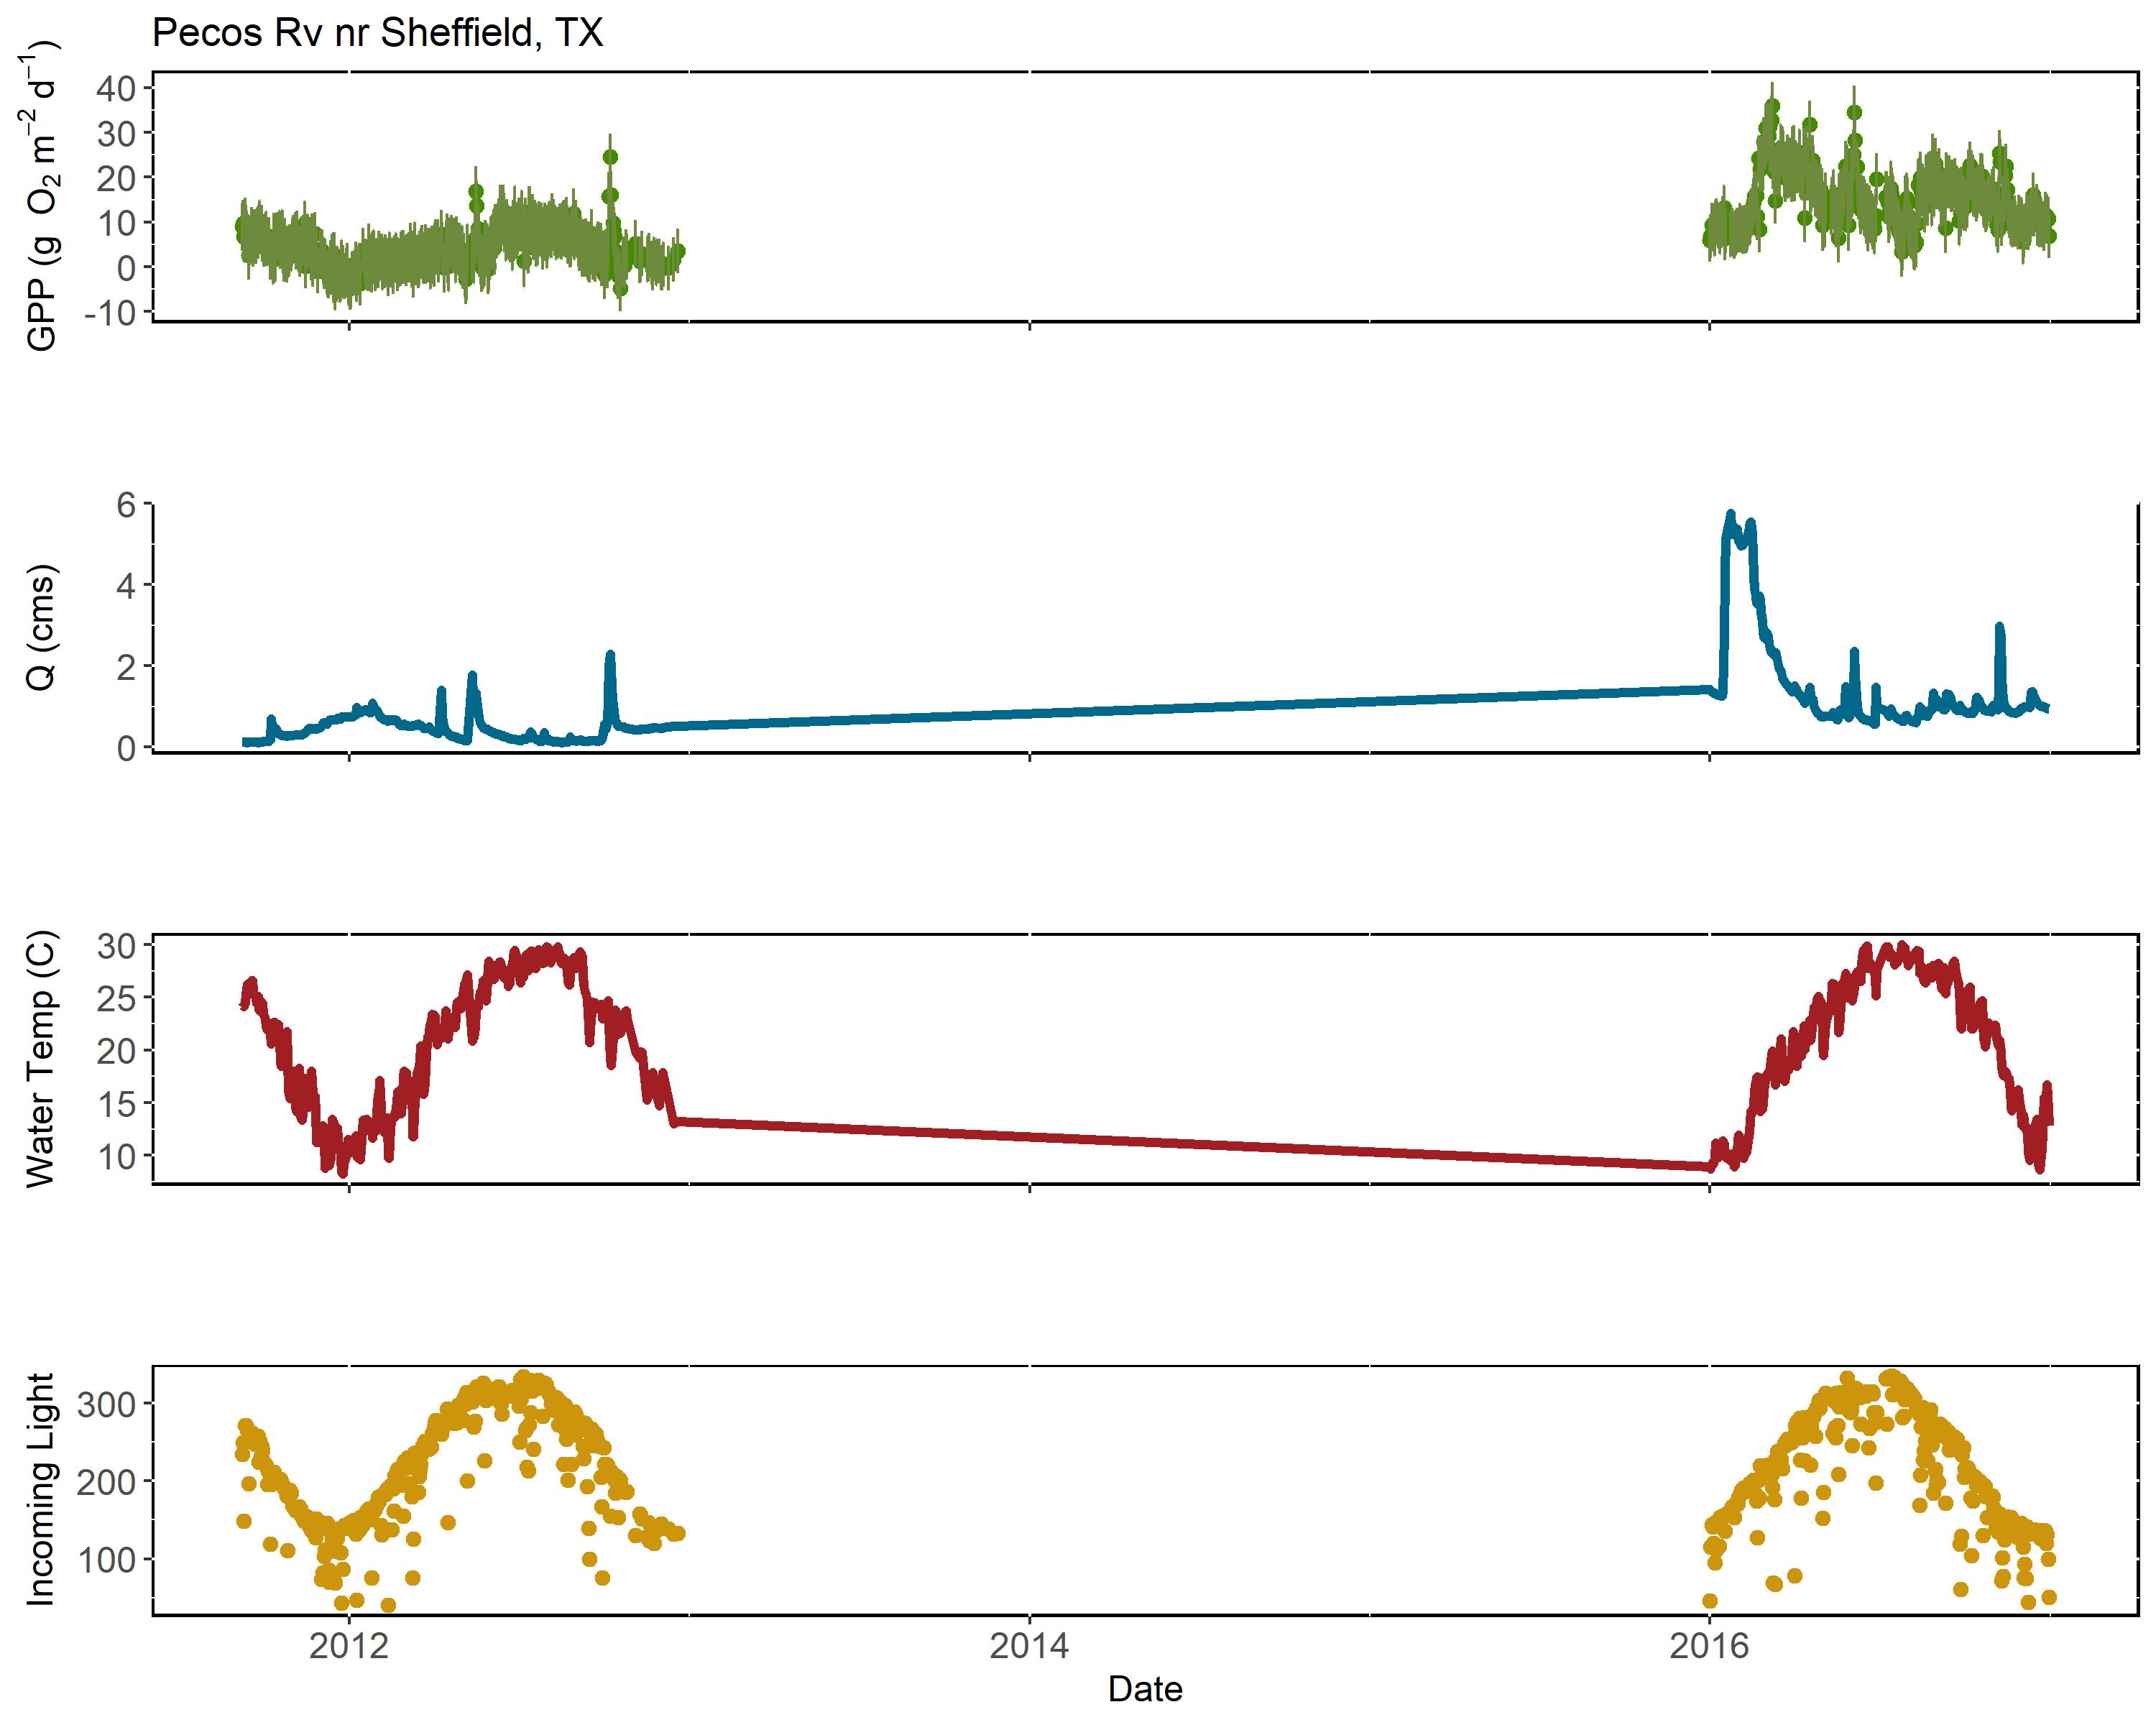 Pecos Rv nr Sheffield, TX
GPP (g O₂ m⁻² d⁻¹)
40
30
20
10
0
-10
Q (cms)
6
4
2
0
Water Temp (C)
30
25
20
15
10
Incoming Light
300
200
100
2012 2014 2016
Date